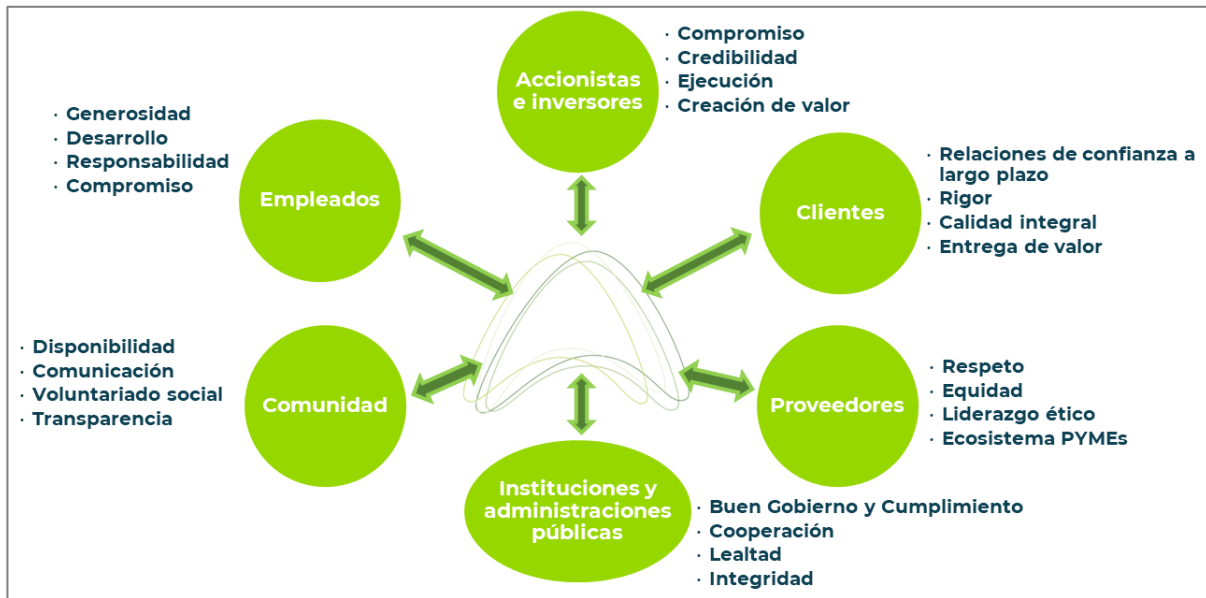 Accionistas
e inversores
· Compromiso
· Credibilidad
· Ejecución
· Creación de valor
Clientes
· Relaciones de confianza a
largo plazo
· Rigor
· Calidad integral
· Entrega de valor
Proveedores
· Respeto
· Equidad
· Liderazgo ético
· Ecosistema PYMEs
Instituciones y
administraciones
públicas
· Buen Gobierno y Cumplimiento
· Cooperación
· Lealtad
· Integridad
Comunidad
· Disponibilidad
· Comunicación
· Voluntariado social
· Transparencia
Empleados
· Generosidad
· Desarrollo
· Responsabilidad
· Compromiso